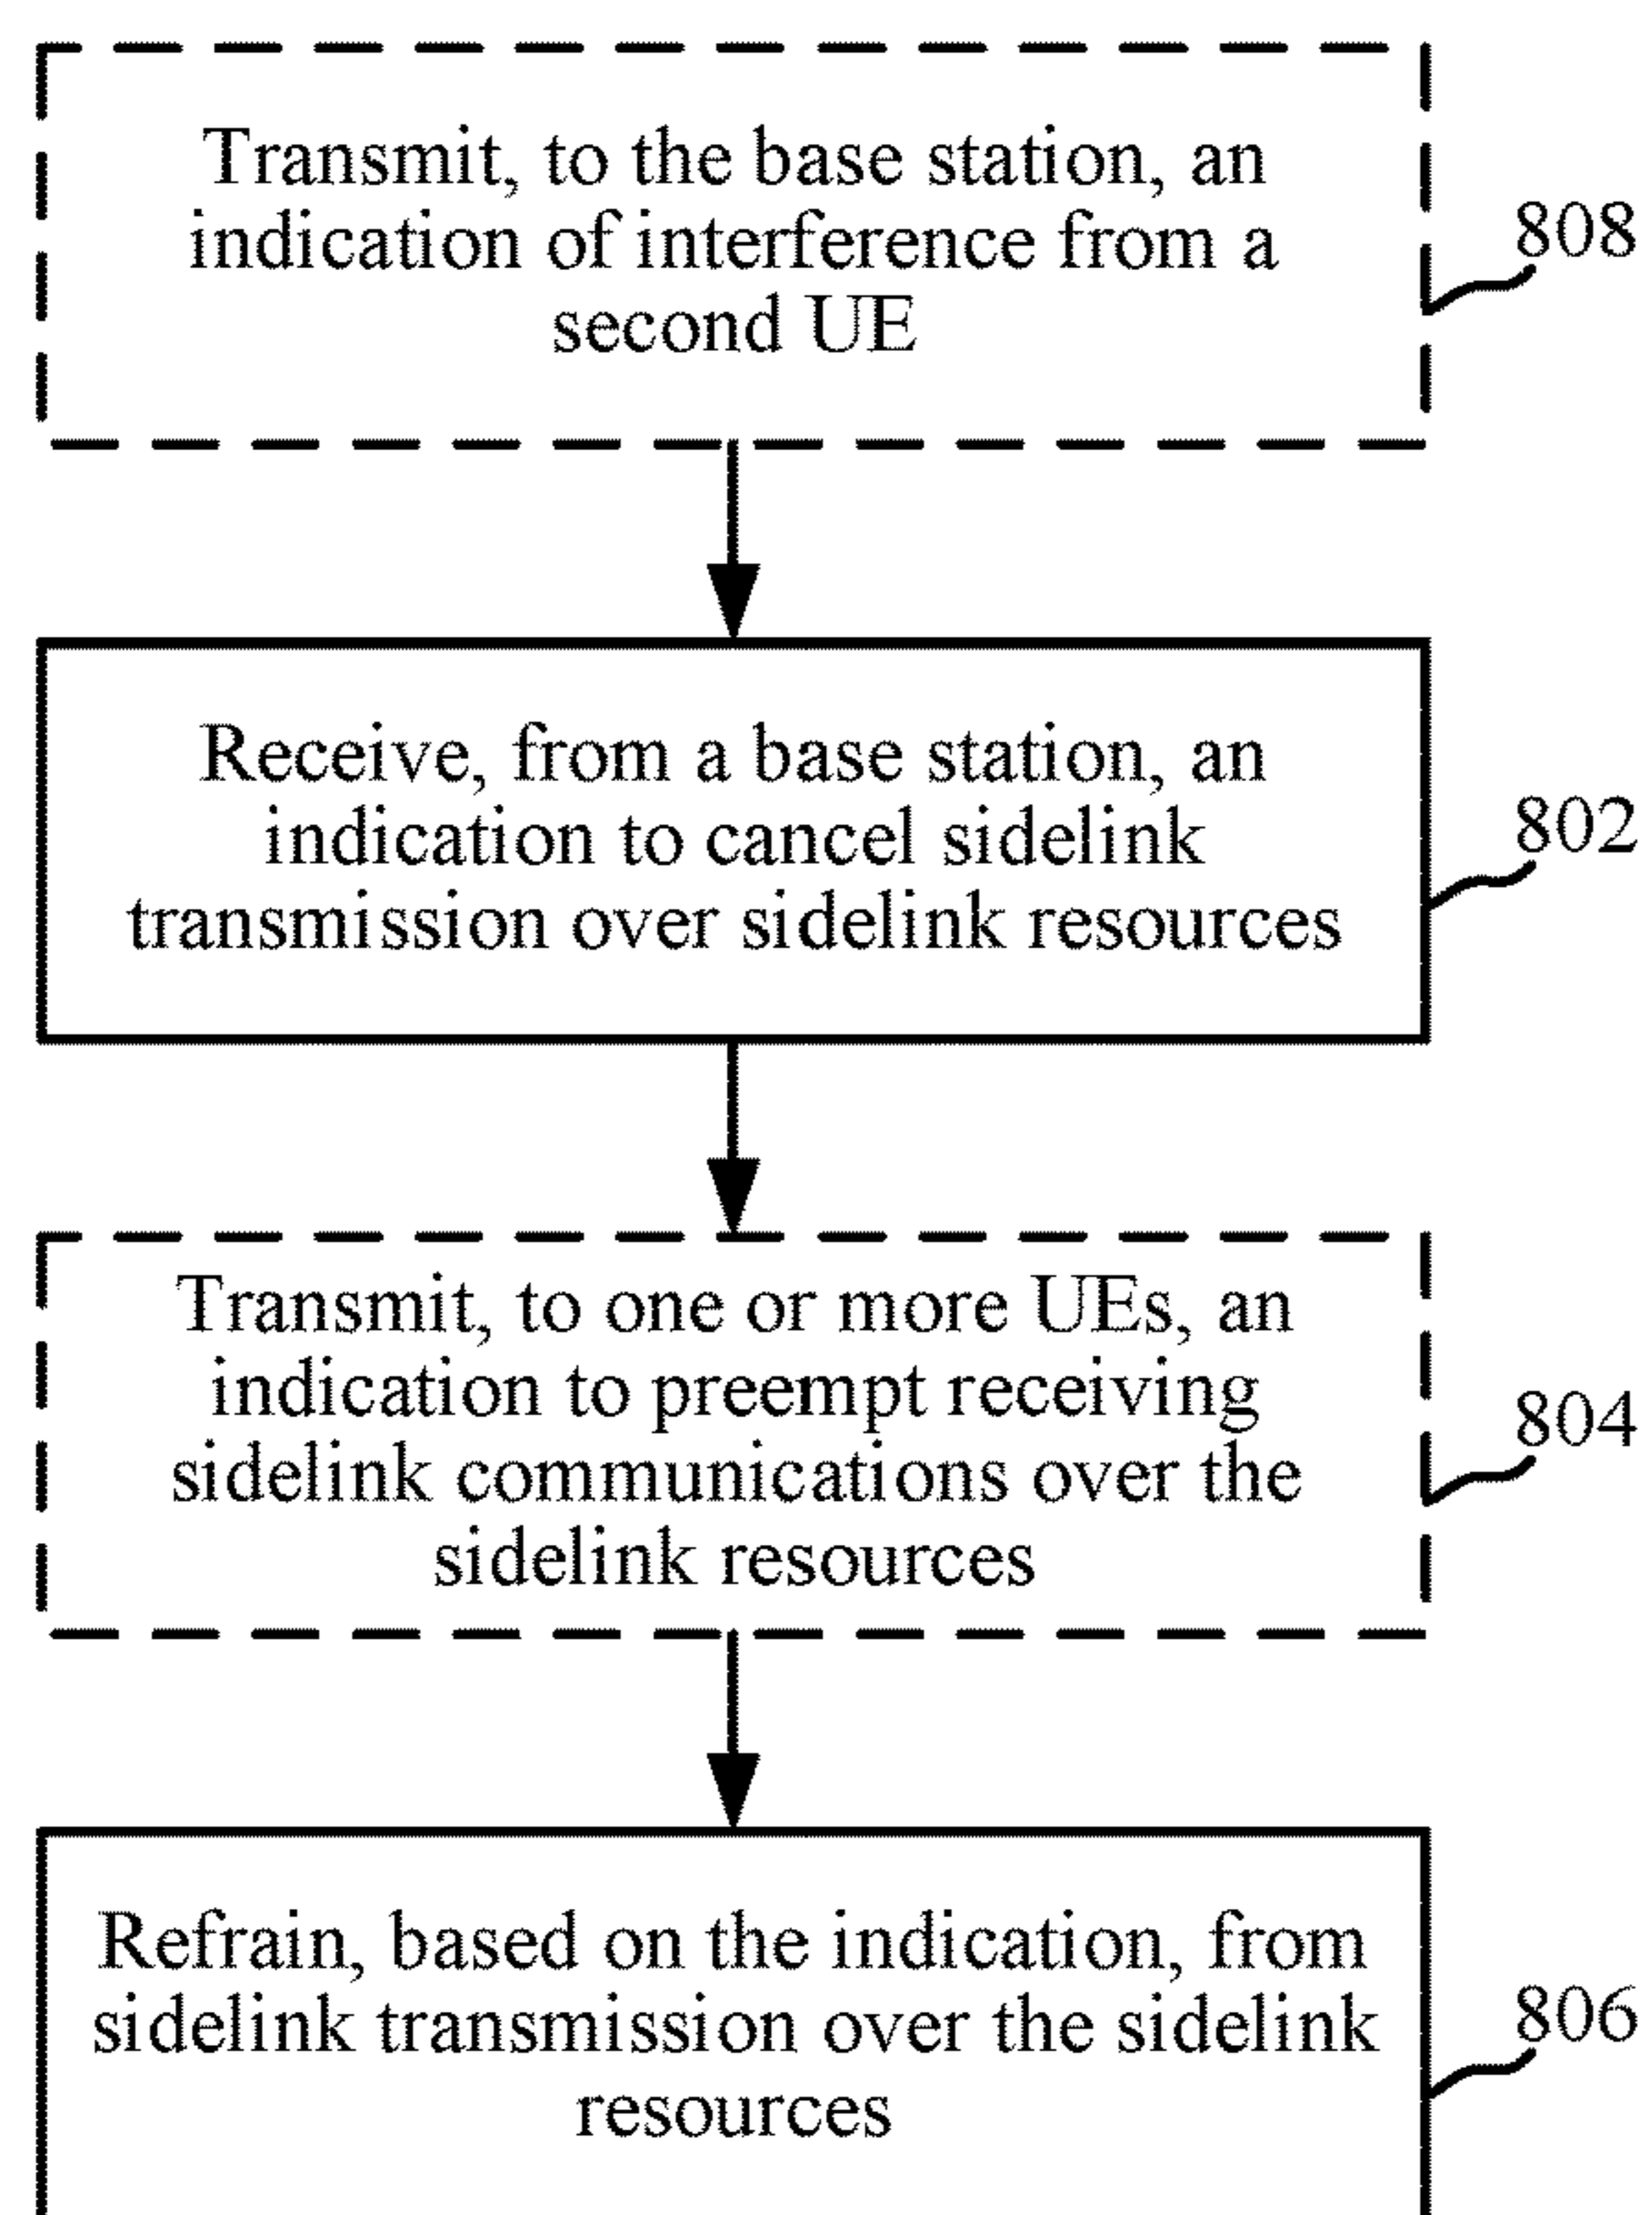 Transmit, to the base station, an
indication of interference from a
second UE
808
Receive, from a base station, an
indication to cancel sidelink
transmission over sidelink resources
802
Transmit, to one or more UEs, an
indication to preempt receiving
sidelink communications over the
sidelink resources
804
Refrain, based on the indication, from
sidelink transmission over the sidelink
resources
806